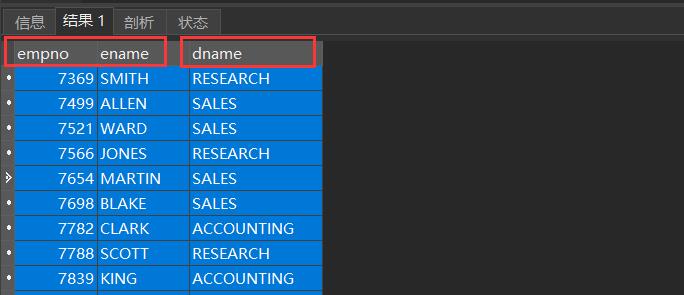 信息 结果 1 剖析 状态
empno ename dname
7369 SMITH RESEARCH
7499 ALLEN SALES
7521 WARD SALES
7566 JONES RESEARCH
7654 MARTIN SALES
7698 BLAKE SALES
7782 CLARK ACCOUNTING
7788 SCOTT RESEARCH
7839 KING ACCOUNTING